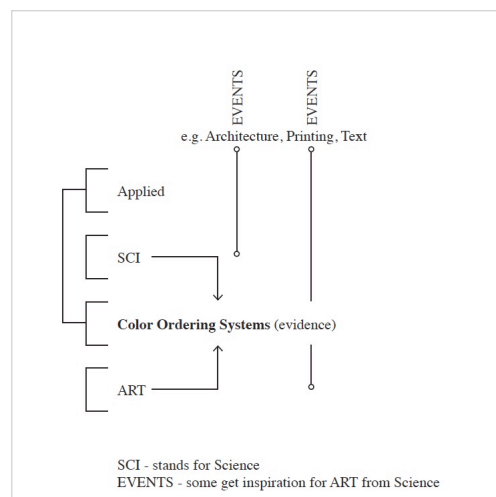 EVENTS
EVENTS
e.g. Architecture, Printing, Text
Applied
SCI
Color Ordering Systems (evidence)
ART
SCI - stands for Science
EVENTS - some get inspiration for ART from Science